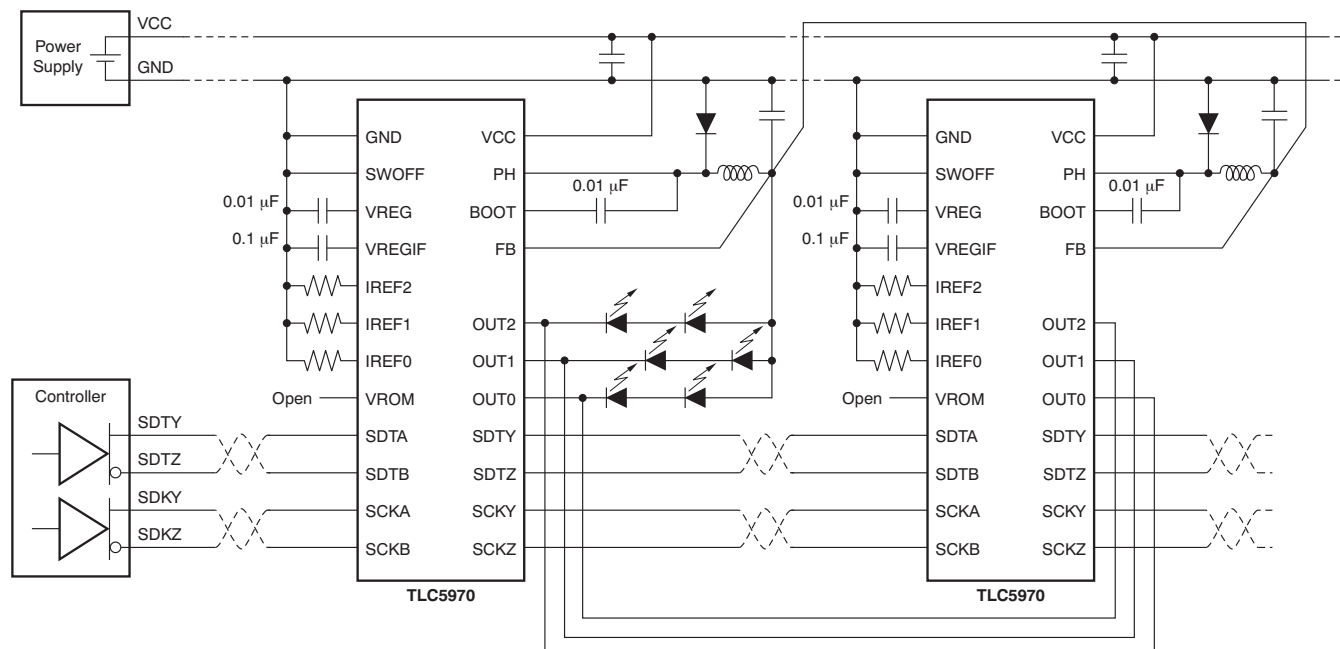 VCC
Power
Supply
GND
GND
SWOFF
0.01 μF
VREG
0.1 μF
VREGIF
IREF2
IREF1
IREF0
Open
VROM
SDTA
SDTB
SCKA
SCKB
VCC
PH
BOOT
FB
OUT2
OUT1
OUT0
SDTY
SDTZ
SCKY
SCKZ
TLC5970
0.01 μF
GND
SWOFF
0.01 μF
VREG
0.1 μF
VREGIF
IREF2
IREF1
IREF0
Open
VROM
SDTA
SDTB
SCKA
SCKB
VCC
PH
BOOT
FB
OUT2
OUT1
OUT0
SDTY
SDTZ
SCKY
SCKZ
TLC5970
0.01 μF
Controller
SDTY
SDTZ
SDKY
SDKZ